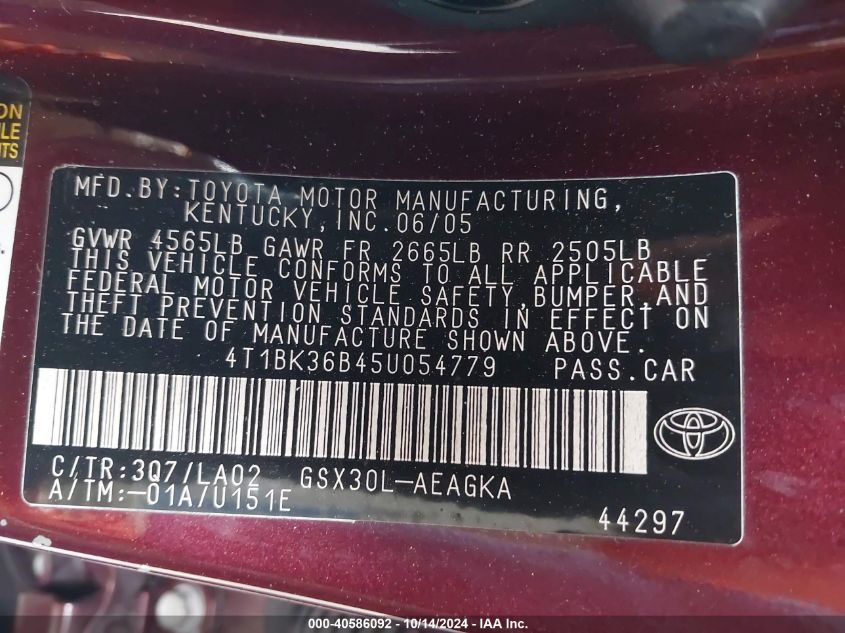 ON
LE
TS
MFD.BY:TOYOTA MOTOR MANUFACTURING,
KENTUCKY,INC.06/05
GVWR 4565LB GAWR FR 2665LB RR 2505LB
THIS VEHICLE CONFORMS TO ALL APPLICABLE
FEDERAL MOTOR VEHICLE SAFETY,BUMPER,AND
THEFT PREVENTION STANDARDS IN EFFECT ON
THE DATE OF MANUFACTURE SHOWN ABOVE.
4T1BK36B45U054779 PASS.CAR
C/TR:3Q7/LA02 GSX30L-AEAGKA
A/TM:-01A/U151E
44297
000-40586092 - 10/14/2024 - IAA Inc.